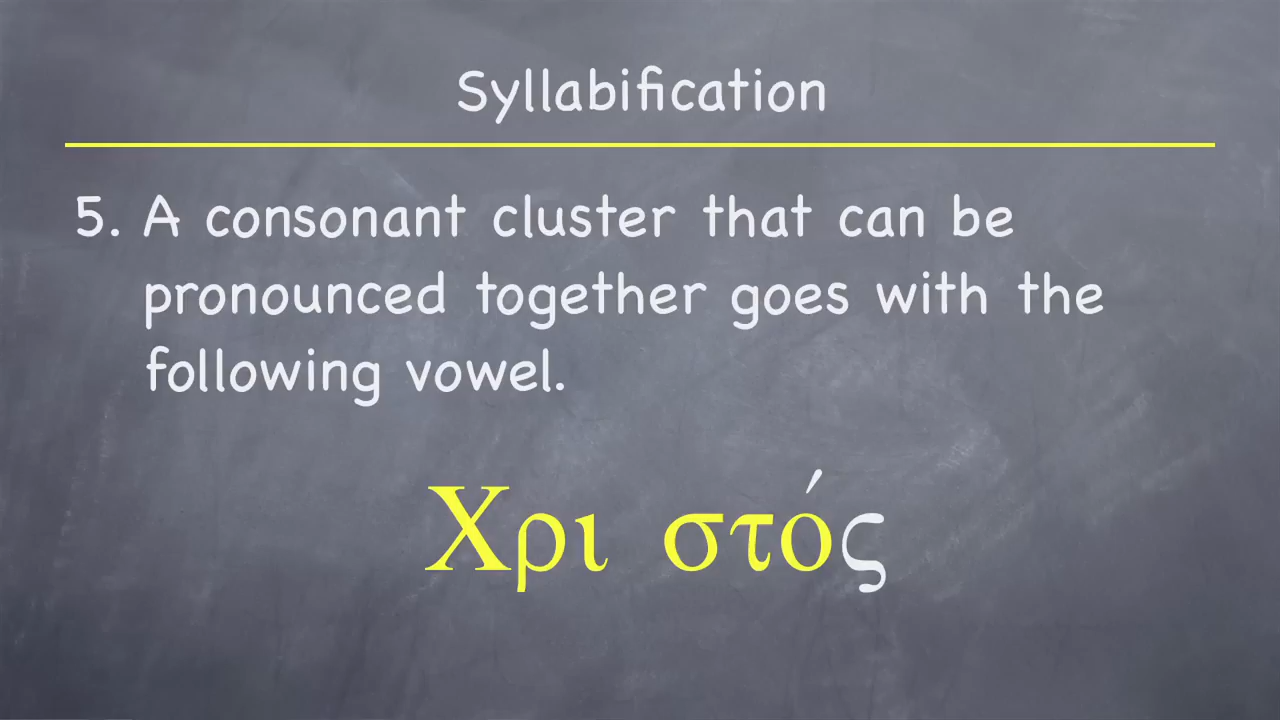 Syllabification
5. A consonant cluster that can be
pronounced together goes with the
following vowel.
Χρι στός